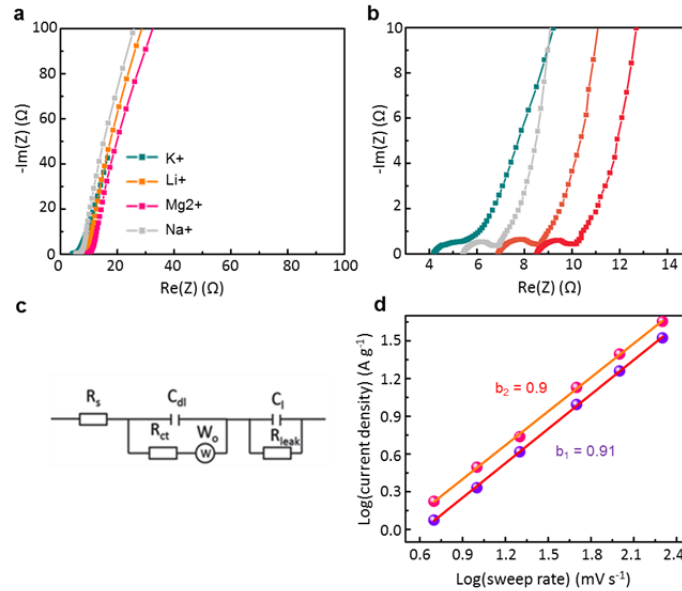 a
100
80
60
40
20
0
-Im(Z) (Ω)
0 20 40 60 80 100
Re(Z) (Ω)
K+
Li+
Mg2+
Na+
b
10
8
6
4
2
0
-Im(Z) (Ω)
4 6 8 10 12 14
Re(Z) (Ω)
c
Rs
Cdl
Rct
Wo
W
Cl
Rleak
d
1.5
1.2
0.9
0.6
0.3
0.0
Log(current density) (A g⁻¹)
b₂ = 0.9
b₁ = 0.91
0.6 0.9 1.2 1.5 1.8 2.1 2.4
Log(sweep rate) (mV s⁻¹)